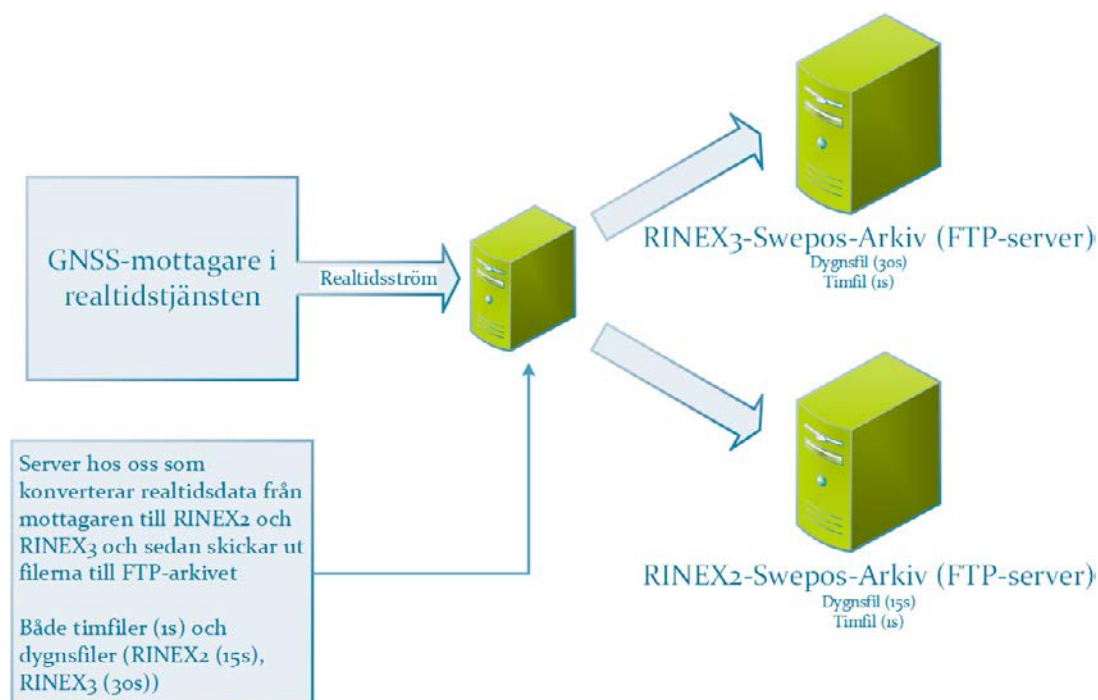 GNSS-mottagare i
realtidstjänsten
Realtidsström
RINEX3-Swepos-Arkiv (FTP-server)
Dygnsfil (30s)
Timfil (1s)
Server hos oss som
konverterar realtidsdata från
mottagaren till RINEX2 och
RINEX3 och sedan skickar ut
filerna till FTP-arkivet
Både timfiler (1s) och
dygnsfiler (RINEX2 (15s),
RINEX3 (30s))
RINEX2-Swepos-Arkiv (FTP-server)
Dygnsfil (15s)
Timfil (1s)